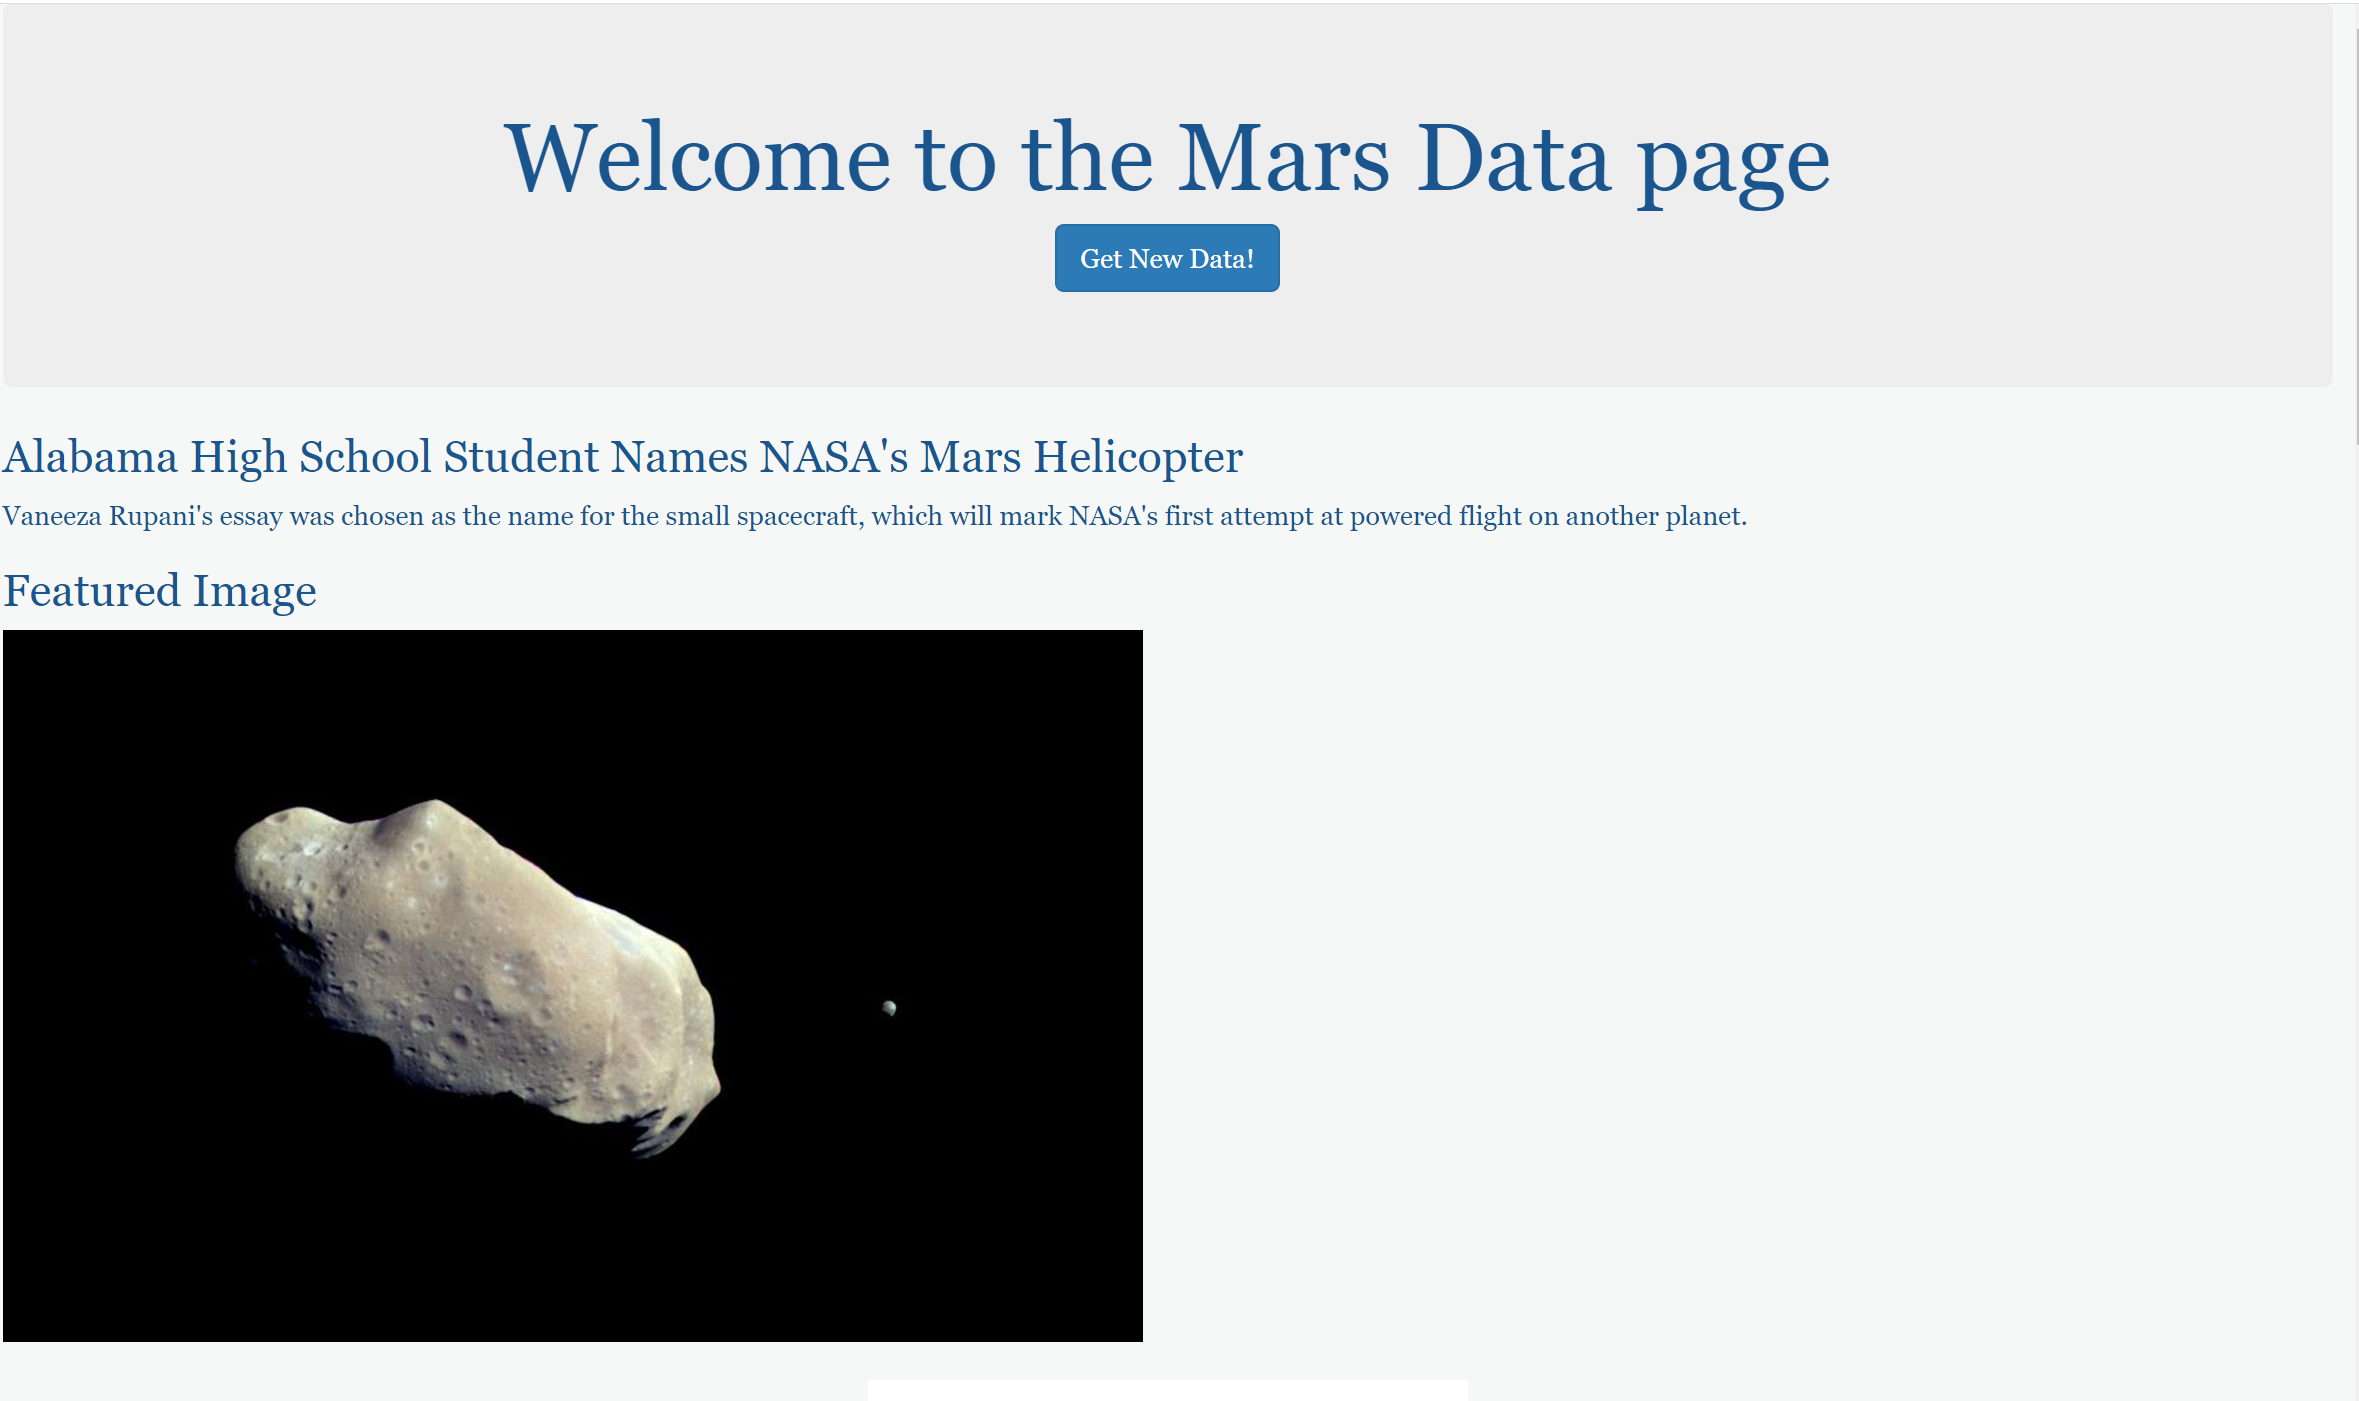 Welcome to the Mars Data page
Get New Data!
Alabama High School Student Names NASA's Mars Helicopter
Vaneeza Rupani's essay was chosen as the name for the small spacecraft, which will mark NASA's first attempt at powered flight on another planet.
Featured Image